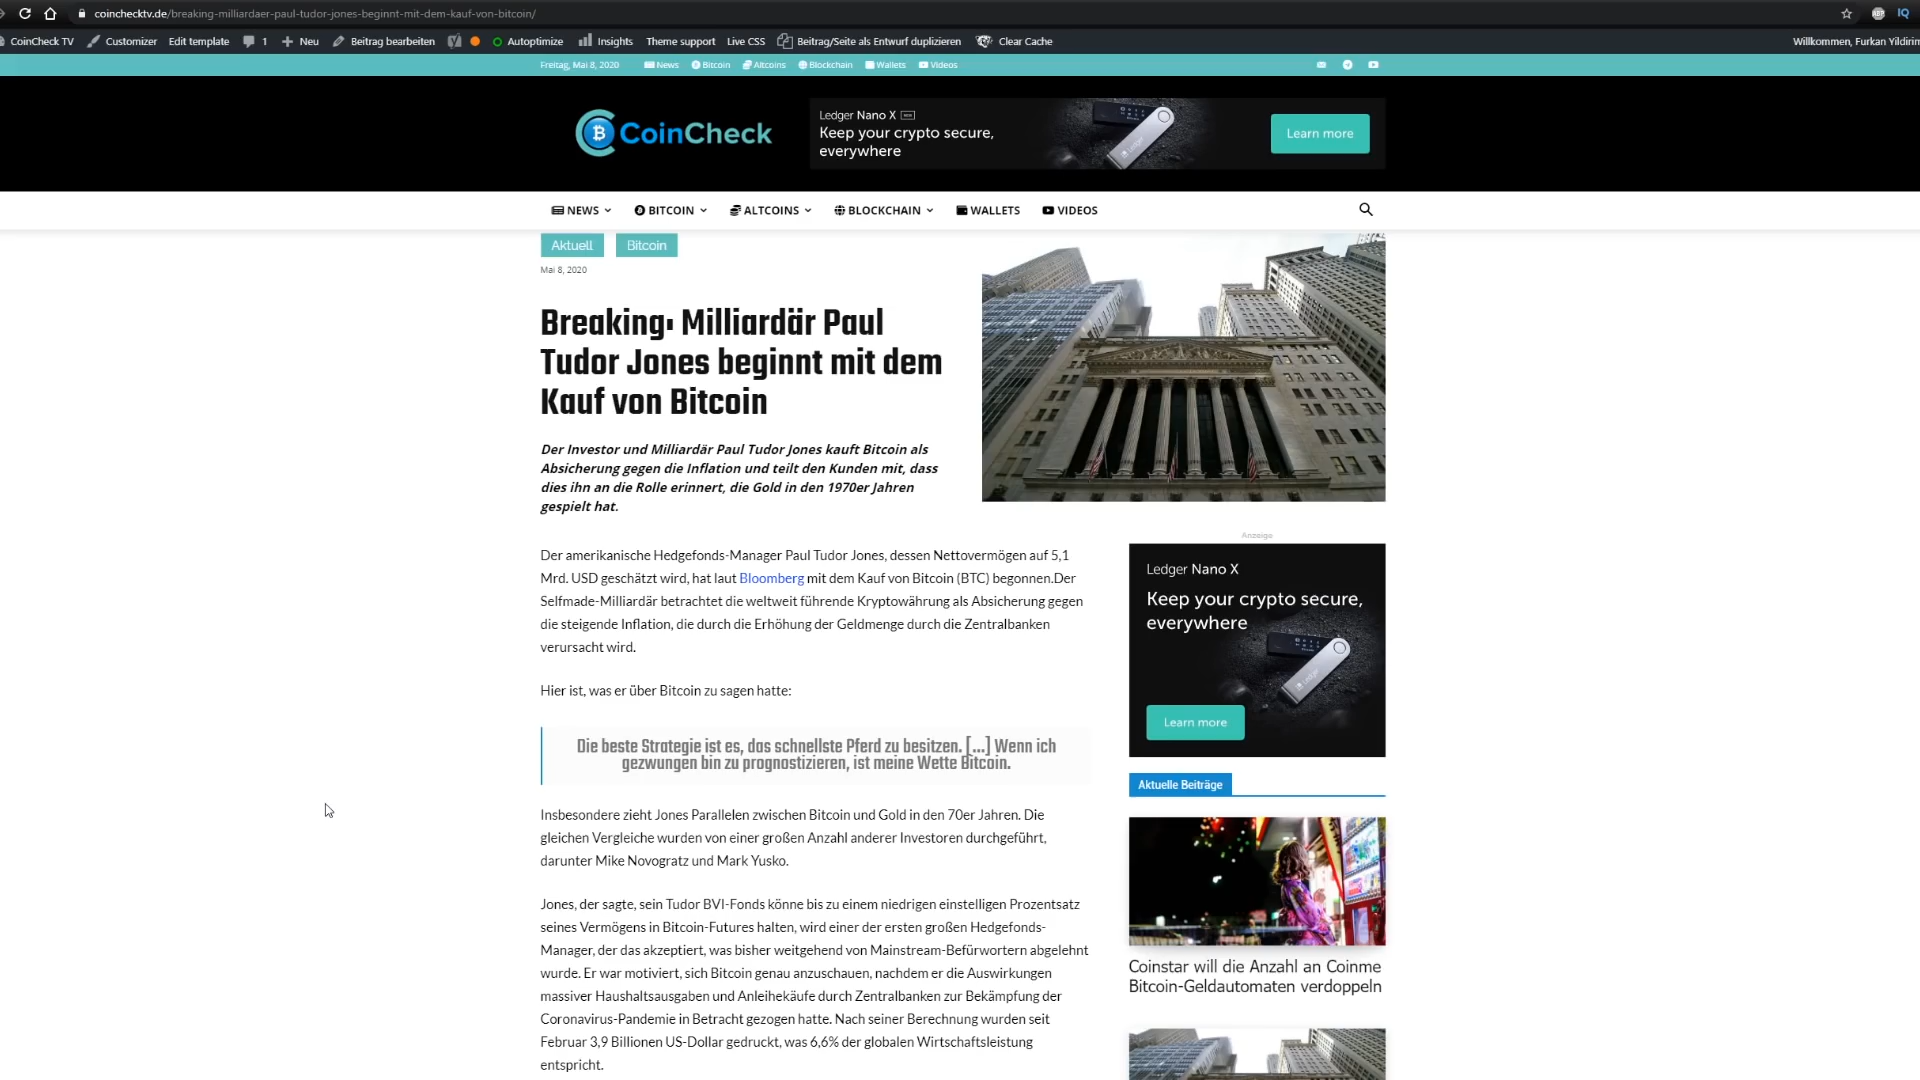 coinchecktv.de/breaking-milliardaer-paul-tudor-jones-beginnt-mit-dem-kauf-von-bitcoin/
CoinCheck TV Customizer Edit template 1 Neu Beitrag bearbeiten Autoptimize Insights Theme support Live CSS Beitrag/Seite als Entwurf duplizieren Clear Cache Willkommen, Furkan Yildirim
Freitag, Mai 8, 2020 News Bitcoin Altcoins Blockchain Wallets Videos
CoinCheck
Ledger Nano X
Keep your crypto secure,
everywhere
Learn more
NEWS BITCOIN ALTCOINS BLOCKCHAIN WALLETS VIDEOS
Aktuell Bitcoin
Mai 8, 2020
Breaking: Milliardär Paul
Tudor Jones beginnt mit dem
Kauf von Bitcoin
Der Investor und Milliardär Paul Tudor Jones kauft Bitcoin als
Absicherung gegen die Inflation und teilt den Kunden mit, dass
dies ihn an die Rolle erinnert, die Gold in den 1970er Jahren
gespielt hat.
Der amerikanische Hedgefonds-Manager Paul Tudor Jones, dessen Nettovermögen auf 5,1
Mrd. USD geschätzt wird, hat laut Bloomberg mit dem Kauf von Bitcoin (BTC) begonnen.Der
Selfmade-Milliardär betrachtet die weltweit führende Kryptowährung als Absicherung gegen
die steigende Inflation, die durch die Erhöhung der Geldmenge durch die Zentralbanken
verursacht wird.
Hier ist, was er über Bitcoin zu sagen hatte:
Die beste Strategie ist es, das schnellste Pferd zu besitzen. [...] Wenn ich
gezwungen bin zu prognostizieren, ist meine Wette Bitcoin.
Insbesondere zieht Jones Parallelen zwischen Bitcoin und Gold in den 70er Jahren. Die
gleichen Vergleiche wurden von einer großen Anzahl anderer Investoren durchgeführt,
darunter Mike Novogratz und Mark Yusko.
Jones, der sagte, sein Tudor BVI-Fonds könne bis zu einem niedrigen einstelligen Prozentsatz
seines Vermögens in Bitcoin-Futures halten, wird einer der ersten großen Hedgefonds-
Manager, der das akzeptiert, was bisher weitgehend von Mainstream-Befürwortern abgelehnt
wurde. Er war motiviert, sich Bitcoin genau anzuschauen, nachdem er die Auswirkungen
massiver Haushaltsausgaben und Anleihekäufe durch Zentralbanken zur Bekämpfung der
Coronavirus-Pandemie in Betracht gezogen hatte. Nach seiner Berechnung wurden seit
Februar 3,9 Billionen US-Dollar gedruckt, was 6,6% der globalen Wirtschaftsleistung
entspricht.
Anzeige
Ledger Nano X
Keep your crypto secure,
everywhere
Learn more
Aktuelle Beiträge
Coinstar will die Anzahl an Coinme
Bitcoin-Geldautomaten verdoppeln